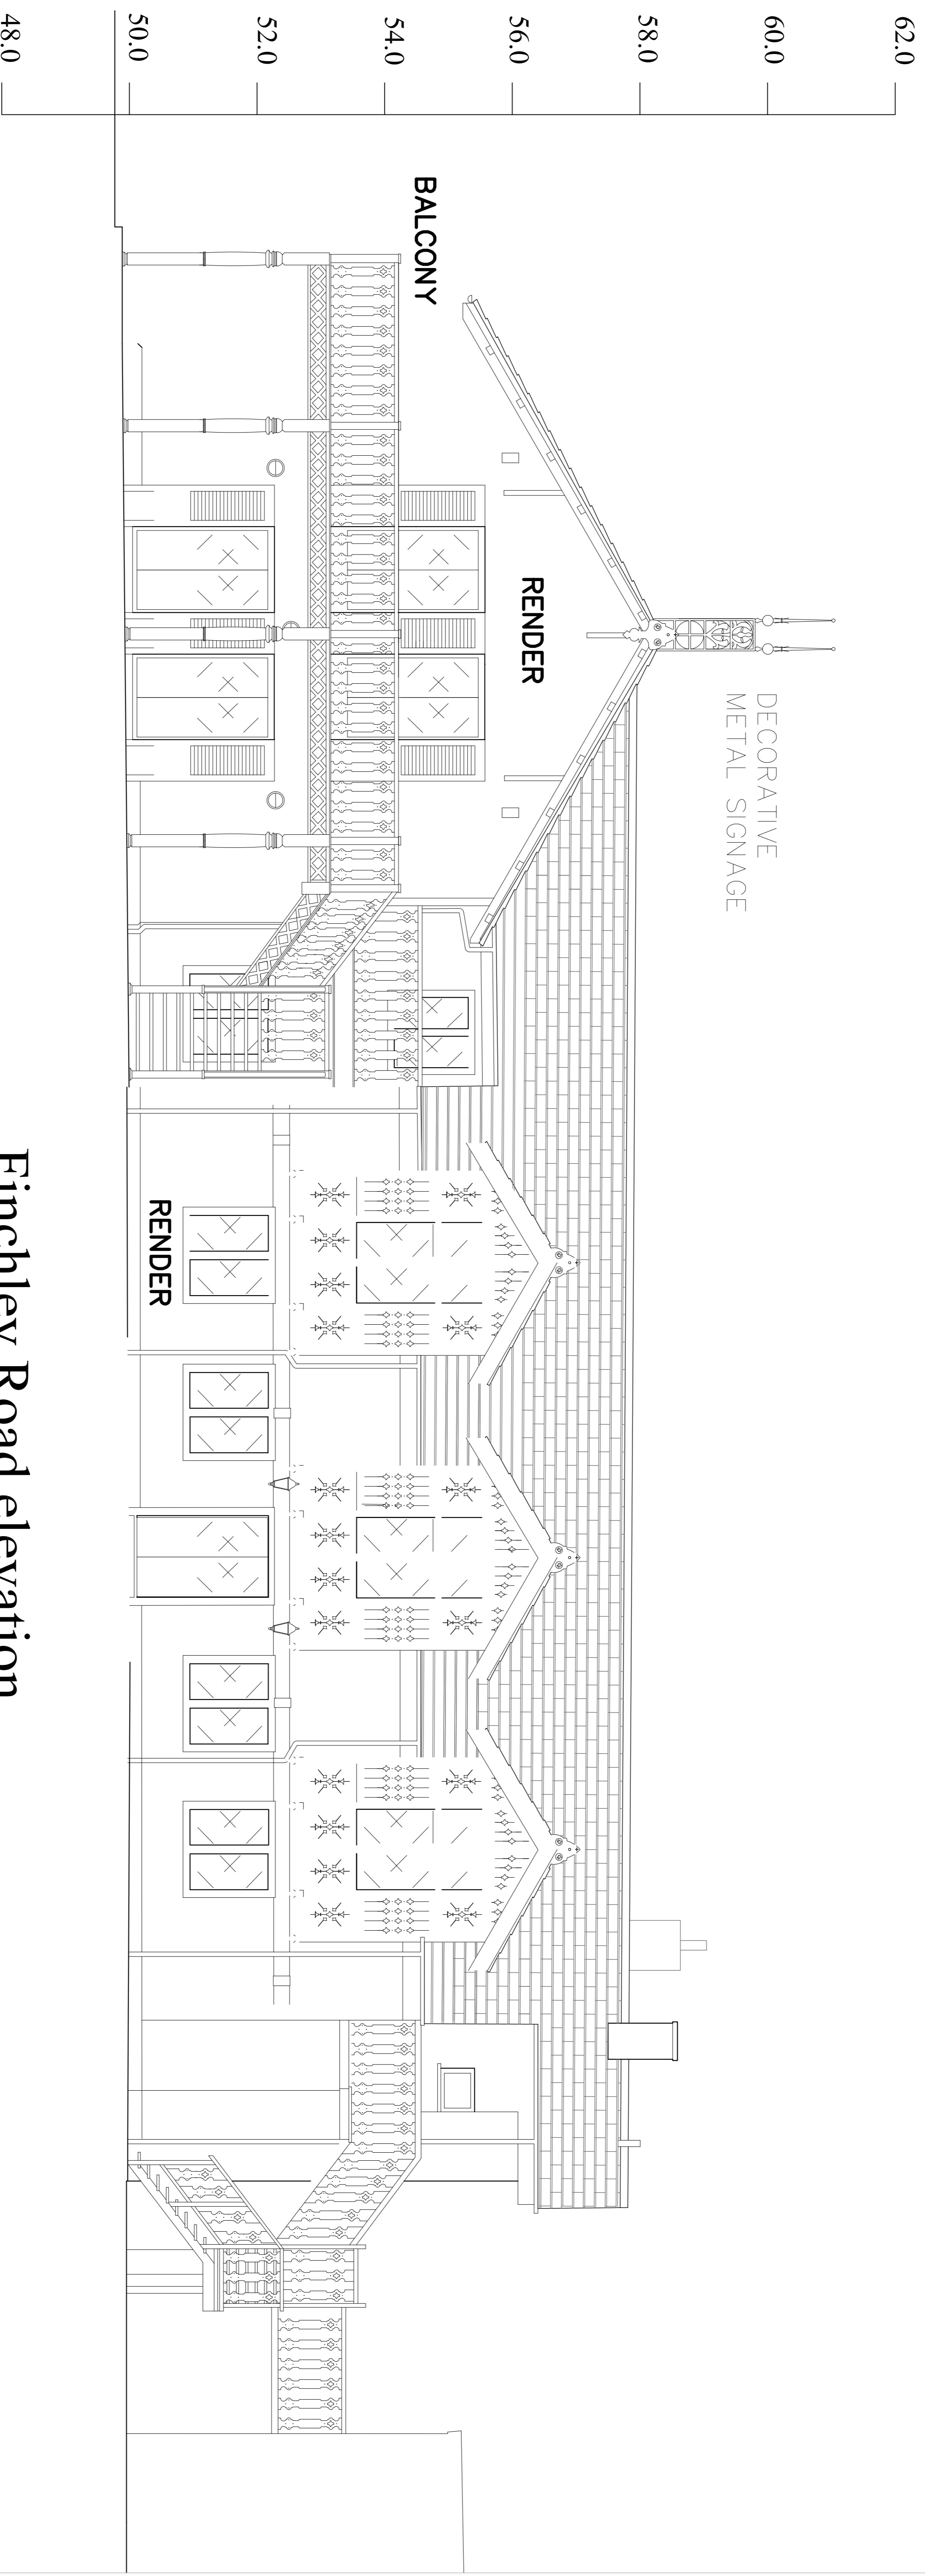 62.0
60.0
58.0
56.0
54.0
52.0
50.0
48.0
DECORATIVE
METAL SIGNAGE
RENDER
BALCONY
RENDER
Finchley Road elevation